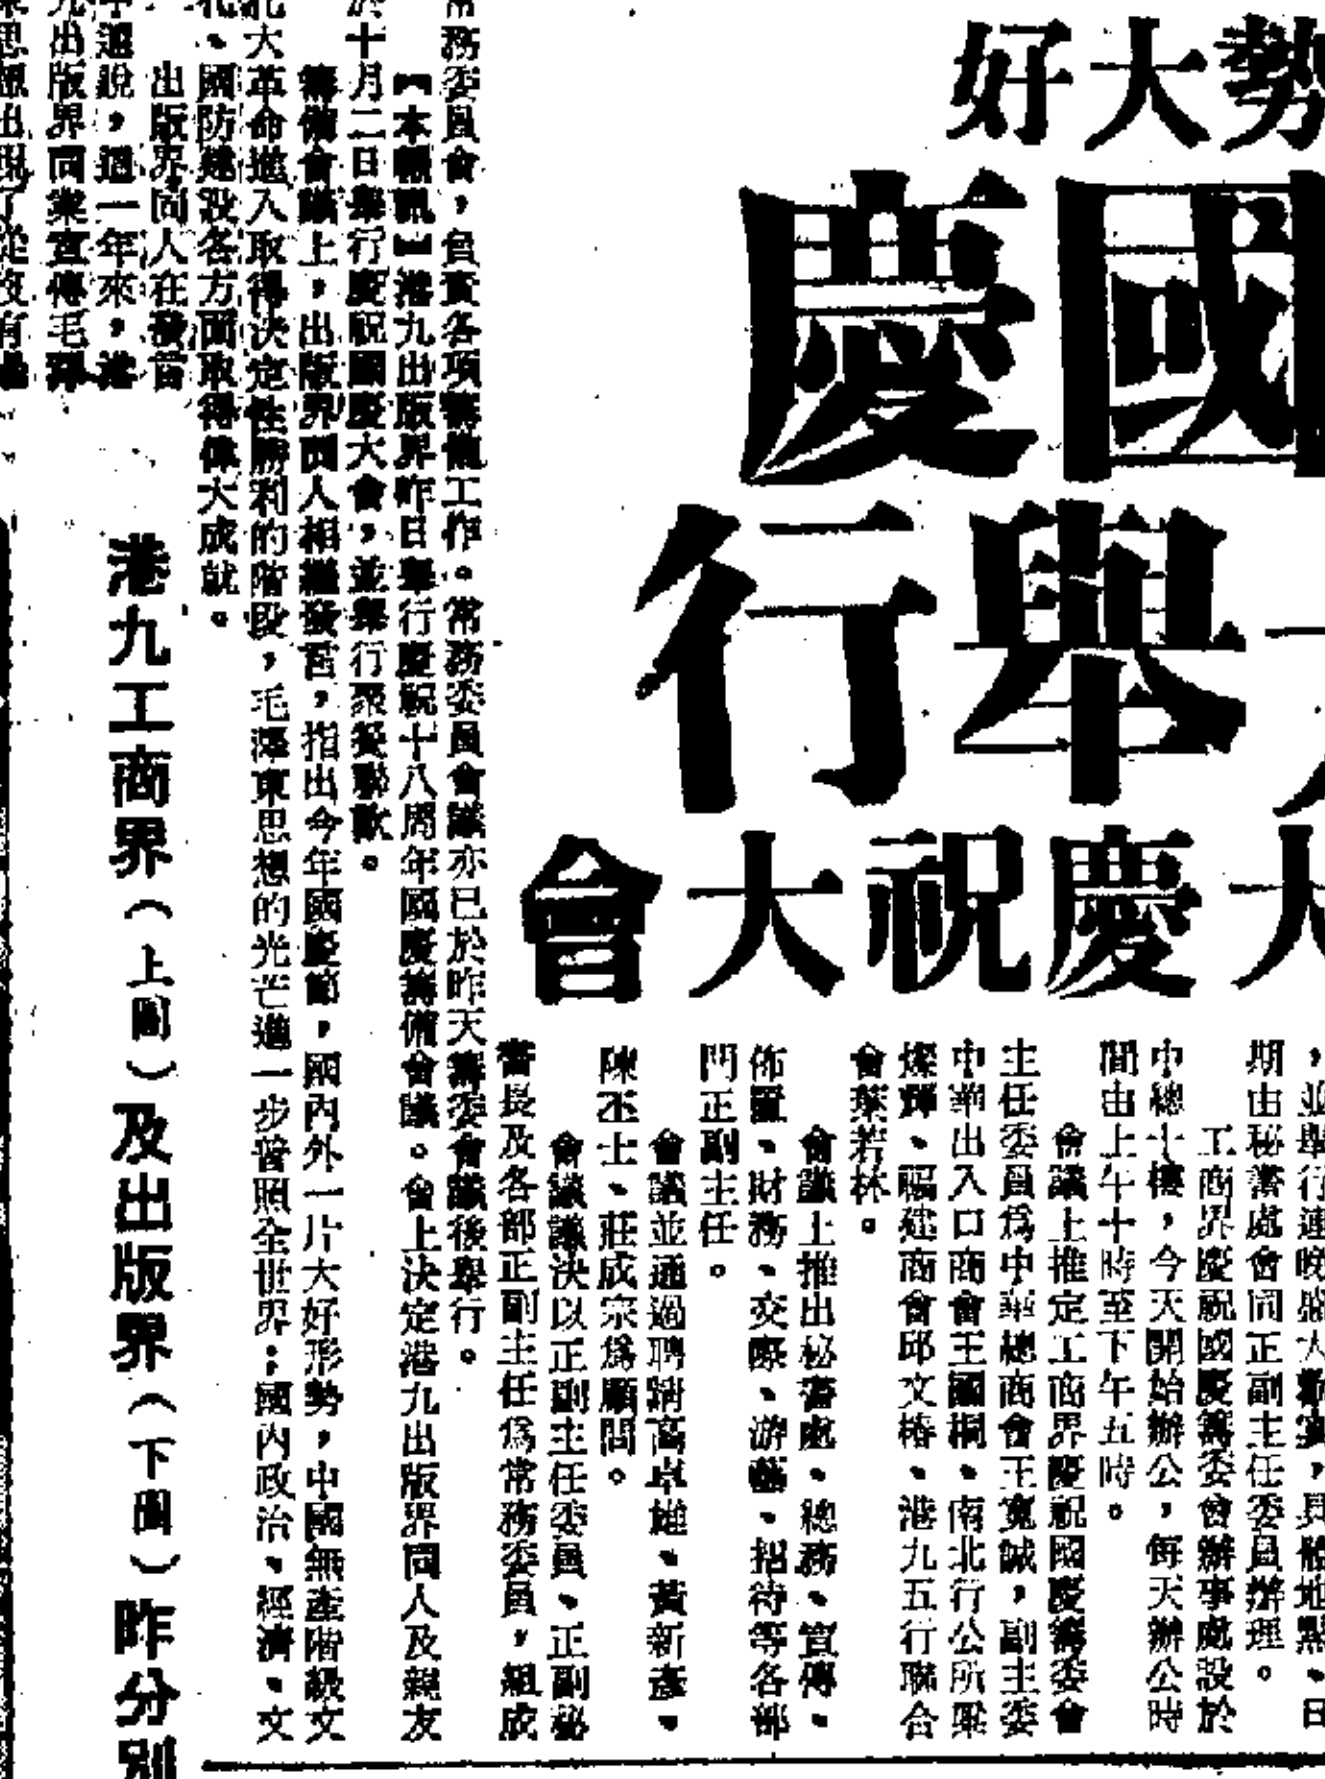 勢大好
國慶
舉行
大慶祝大會
，並舉行連晚盛大聯宴，具體地點、日
期由秘書處會同正副主任委員辦理。
工商界慶祝國慶籌委會辦事處設於
中總七樓，今天開始辦公，每天辦公時
間由上午十時至下午五時。
會議上推定工商界慶祝國慶籌委會
主任委員爲中華總商會王寬誠，副主委
中華出入口商會王國桐、南北行公所梁
燦輝、福建商會邱文椿、港九五行聯合
會葉若林。
會議上推出秘書處、總務、宣傳、
佈置、財務、交際、游藝、招待等各部
門正副主任。
會議並通過聘請高卓雄、黃新彥、
陳丕士、莊成宗爲顧問。
會議議決以正副主任委員、正副秘
書長及各部正副主任爲常務委員，組成
常務委員會，負責各項籌備工作。常務委員會議亦已於昨天籌委會議後舉行。
【本報訊】港九出版界昨日舉行慶祝十八周年國慶籌備會議。會上決定港九出版界同人及親友
於十月二日舉行慶祝國慶大會，並舉行聚餐聯歡。
籌備會議上，出版界同人相繼發言，指出今年國慶節，國內外一片大好形勢，中國無產階級文
化大革命進入取得決定性勝利的階段，毛澤東思想的光芒進一步普照全世界；國內政治、經濟、文
化、國防建設各方面取得偉大成就。
出版界同人在發言
中還說，過一年來，港
九出版界同業宣傳毛澤
東思想出現了從沒有
港九工商界（上圖）及出版界（下圖）昨分別